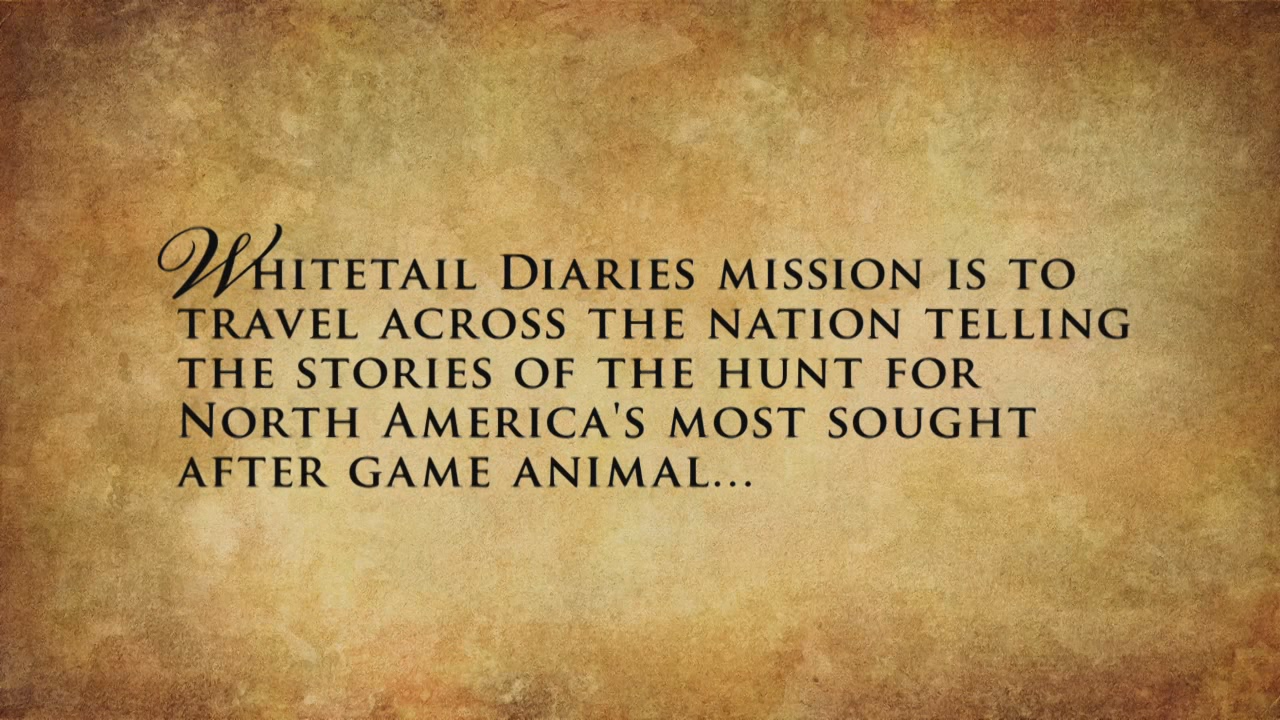 Whitetail Diaries mission is to
travel across the nation telling
the stories of the hunt for
North America's most sought
after game animal...